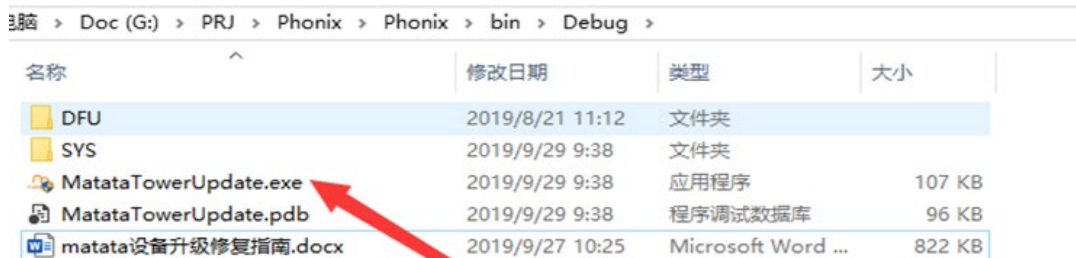 电脑 > Doc (G:) > PRJ > Phonix > Phonix > bin > Debug >
名称 修改日期 类型 大小
DFU 2019/8/21 11:12 文件夹
SYS 2019/9/29 9:38 文件夹
MatataTowerUpdate.exe 2019/9/29 9:38 应用程序 107 KB
MatataTowerUpdate.pdb 2019/9/29 9:38 程序调试数据库 96 KB
matata设备升级修复指南.docx 2019/9/27 10:25 Microsoft Word ... 822 KB